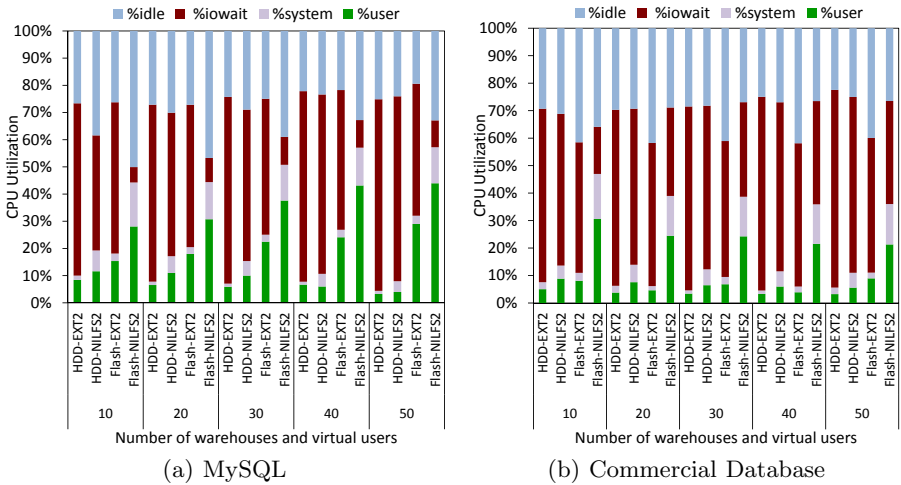 %idle %iowait %system %user
100%
90%
80%
70%
60%
50%
40%
30%
20%
10%
0%
CPU Utilization
HDD-EXT2 HDD-NILFS2 Flash-EXT2 Flash-NILFS2 HDD-EXT2 HDD-NILFS2 Flash-EXT2 Flash-NILFS2 HDD-EXT2 HDD-NILFS2 Flash-EXT2 Flash-NILFS2 HDD-EXT2 HDD-NILFS2 Flash-EXT2 Flash-NILFS2 HDD-EXT2 HDD-NILFS2 Flash-EXT2 Flash-NILFS2
10 20 30 40 50
Number of warehouses and virtual users
(a) MySQL
%idle %iowait %system %user
100%
90%
80%
70%
60%
50%
40%
30%
20%
10%
0%
CPU Utilization
HDD-EXT2 HDD-NILFS2 Flash-EXT2 Flash-NILFS2 HDD-EXT2 HDD-NILFS2 Flash-EXT2 Flash-NILFS2 HDD-EXT2 HDD-NILFS2 Flash-EXT2 Flash-NILFS2 HDD-EXT2 HDD-NILFS2 Flash-EXT2 Flash-NILFS2 HDD-EXT2 HDD-NILFS2 Flash-EXT2 Flash-NILFS2
10 20 30 40 50
Number of warehouses and virtual users
(b) Commercial Database